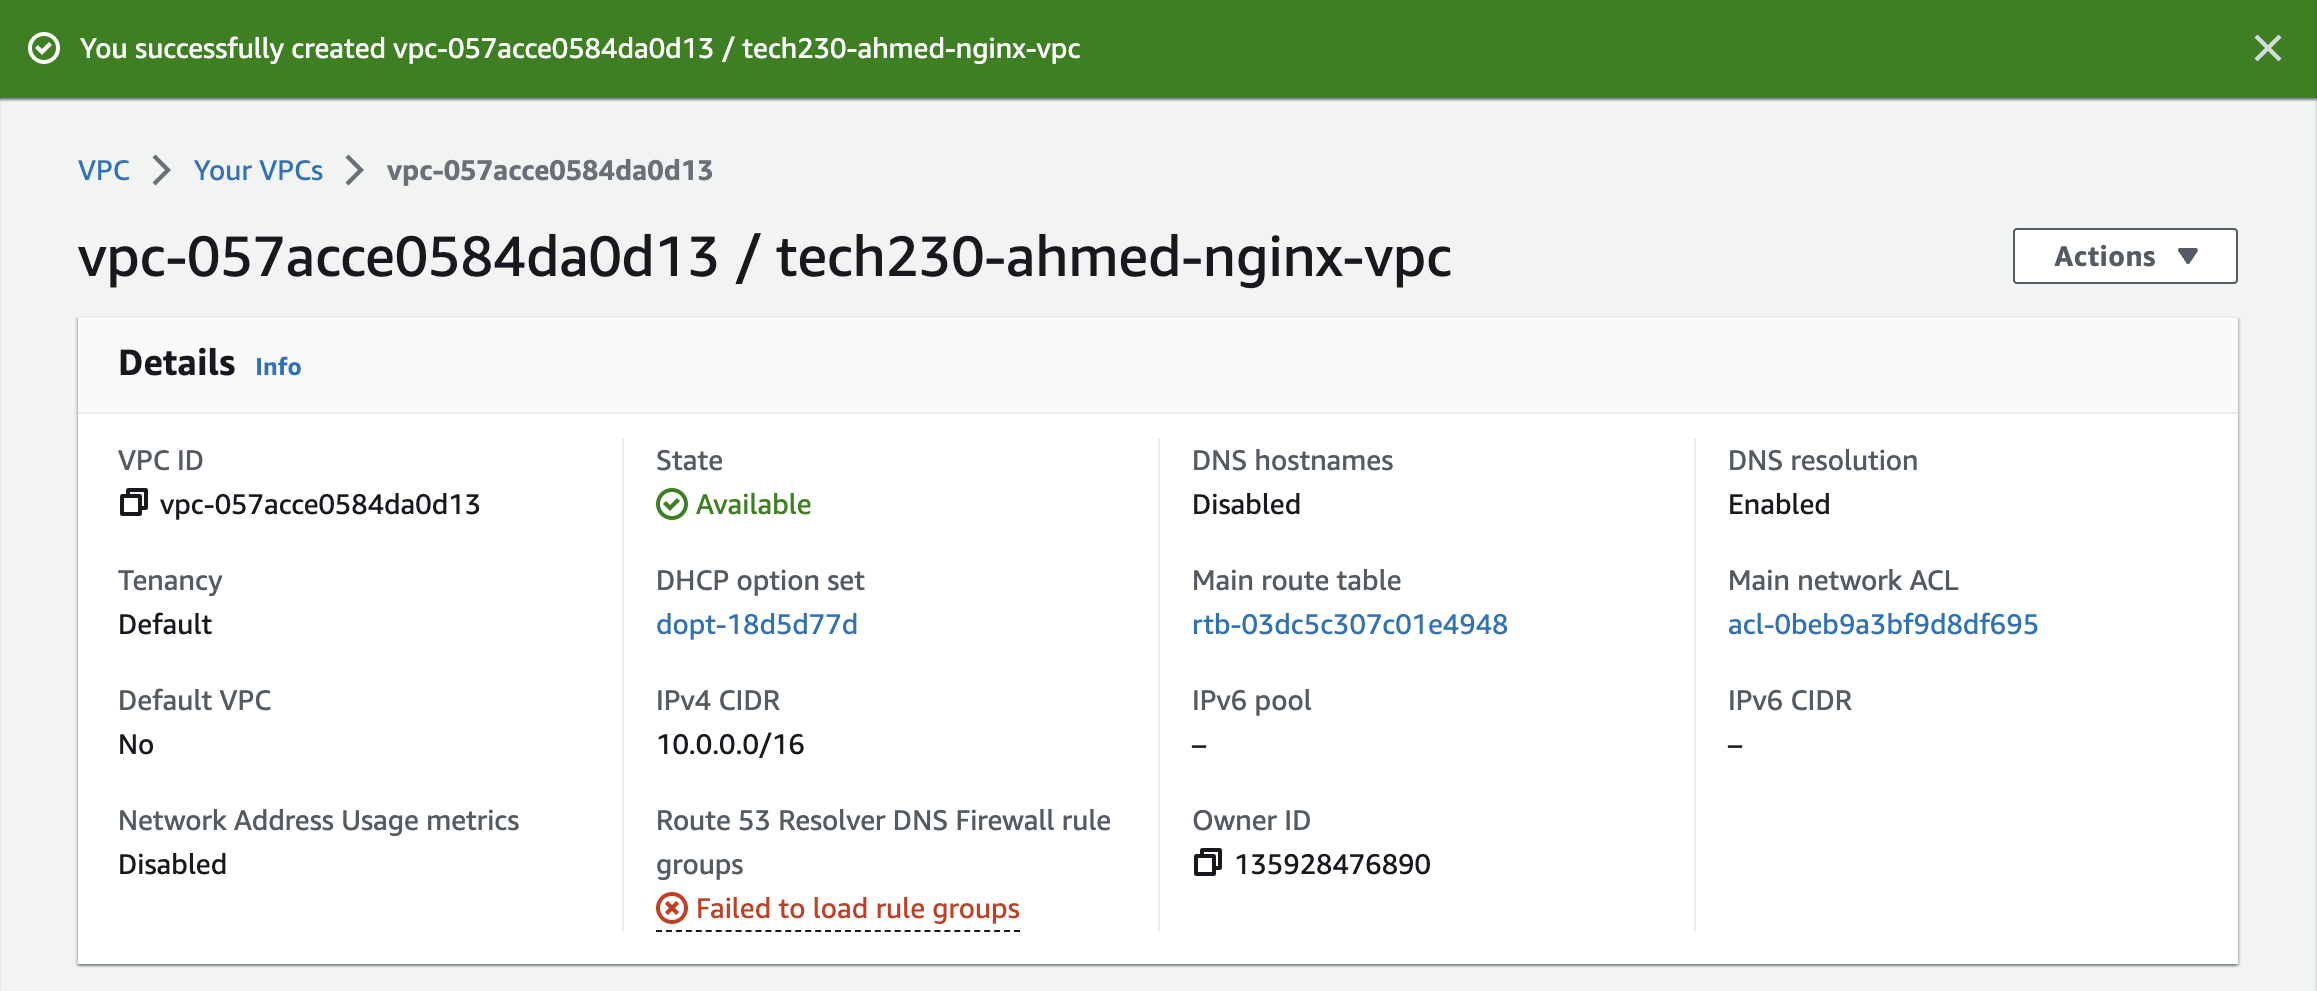 You successfully created vpc-057acce0584da0d13 / tech230-ahmed-nginx-vpc
VPC Your VPCs vpc-057acce0584da0d13
vpc-057acce0584da0d13 / tech230-ahmed-nginx-vpc
Actions
Details Info
VPC ID
vpc-057acce0584da0d13
State
Available
DNS hostnames
Disabled
DNS resolution
Enabled
Tenancy
Default
DHCP option set
dopt-18d5d77d
Main route table
rtb-03dc5c307c01e4948
Main network ACL
acl-0beb9a3bf9d8df695
Default VPC
No
IPv4 CIDR
10.0.0.0/16
IPv6 pool
–
IPv6 CIDR
–
Network Address Usage metrics
Disabled
Route 53 Resolver DNS Firewall rule
groups
Failed to load rule groups
Owner ID
135928476890